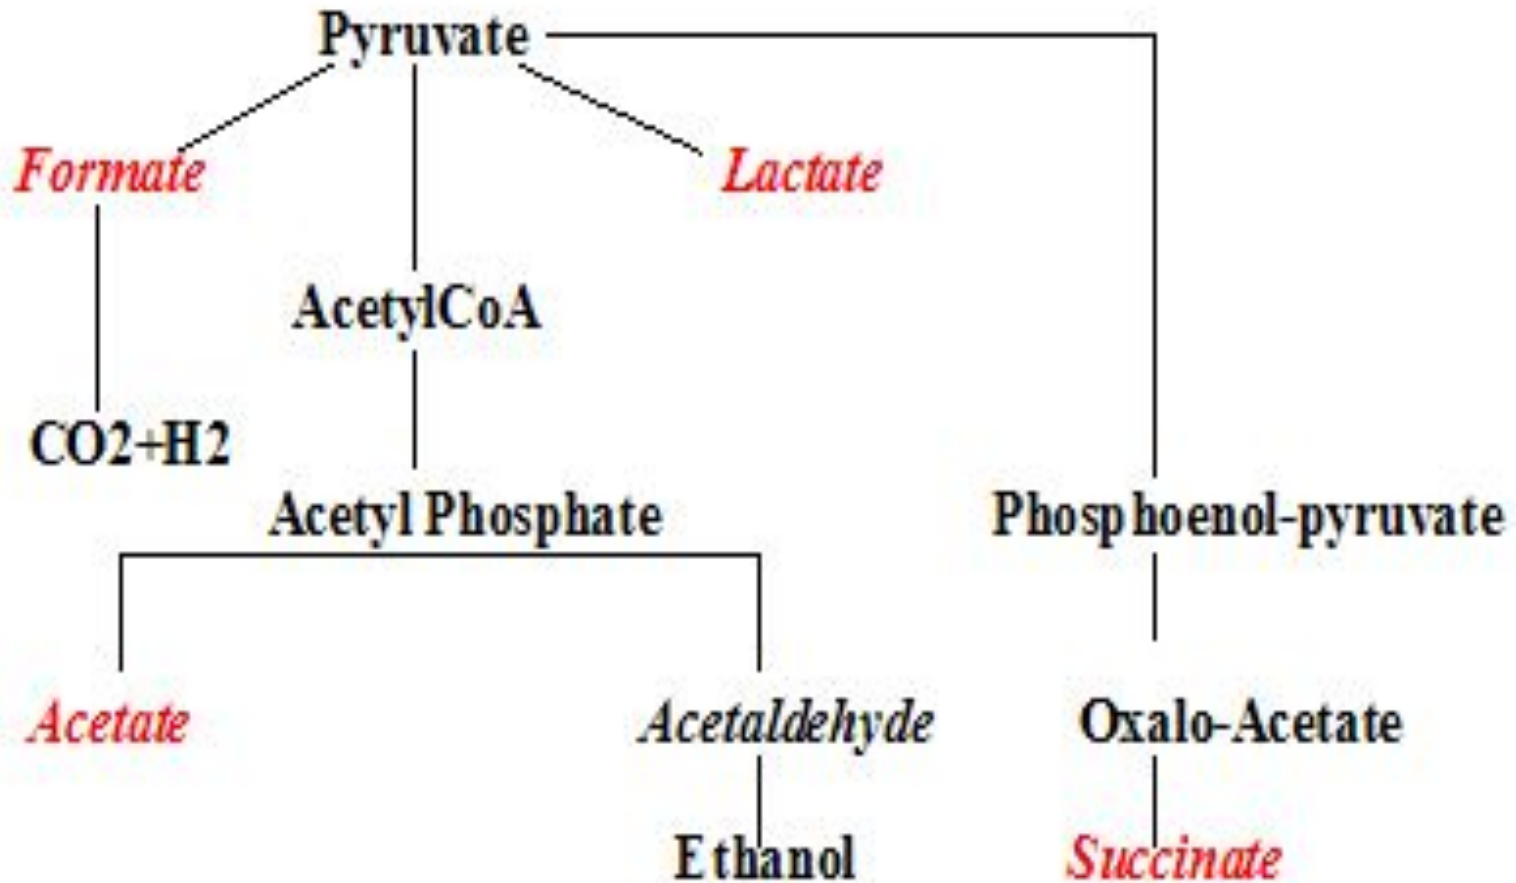 Pyruvate
Formate
Lactate
AcetylCoA
CO2+H2
Acetyl Phosphate
Phosphoenol-pyruvate
Acetate
Acetaldehyde
Oxalo-Acetate
Ethanol
Succinate